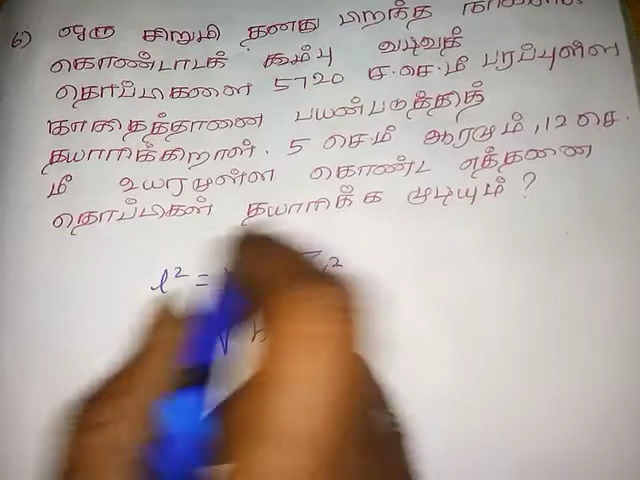 6) ஒரு சிறுமி தனது பிறந்த நாளைக்
கொண்டாடக் கூம்பு வடிவக்
தொப்பிகளை 5720 ச.செ.மீ பரப்புள்ள
காகிதத்தானை பயன்படுத்தித்
தயாரிக்கிறாள். 5 செ.மீ ஆரமும், 12 செ.
மீ உயரமுள்ள கொண்ட எத்தனை
தொப்பிகள் தயாரிக்க முடியும் ?
l² =